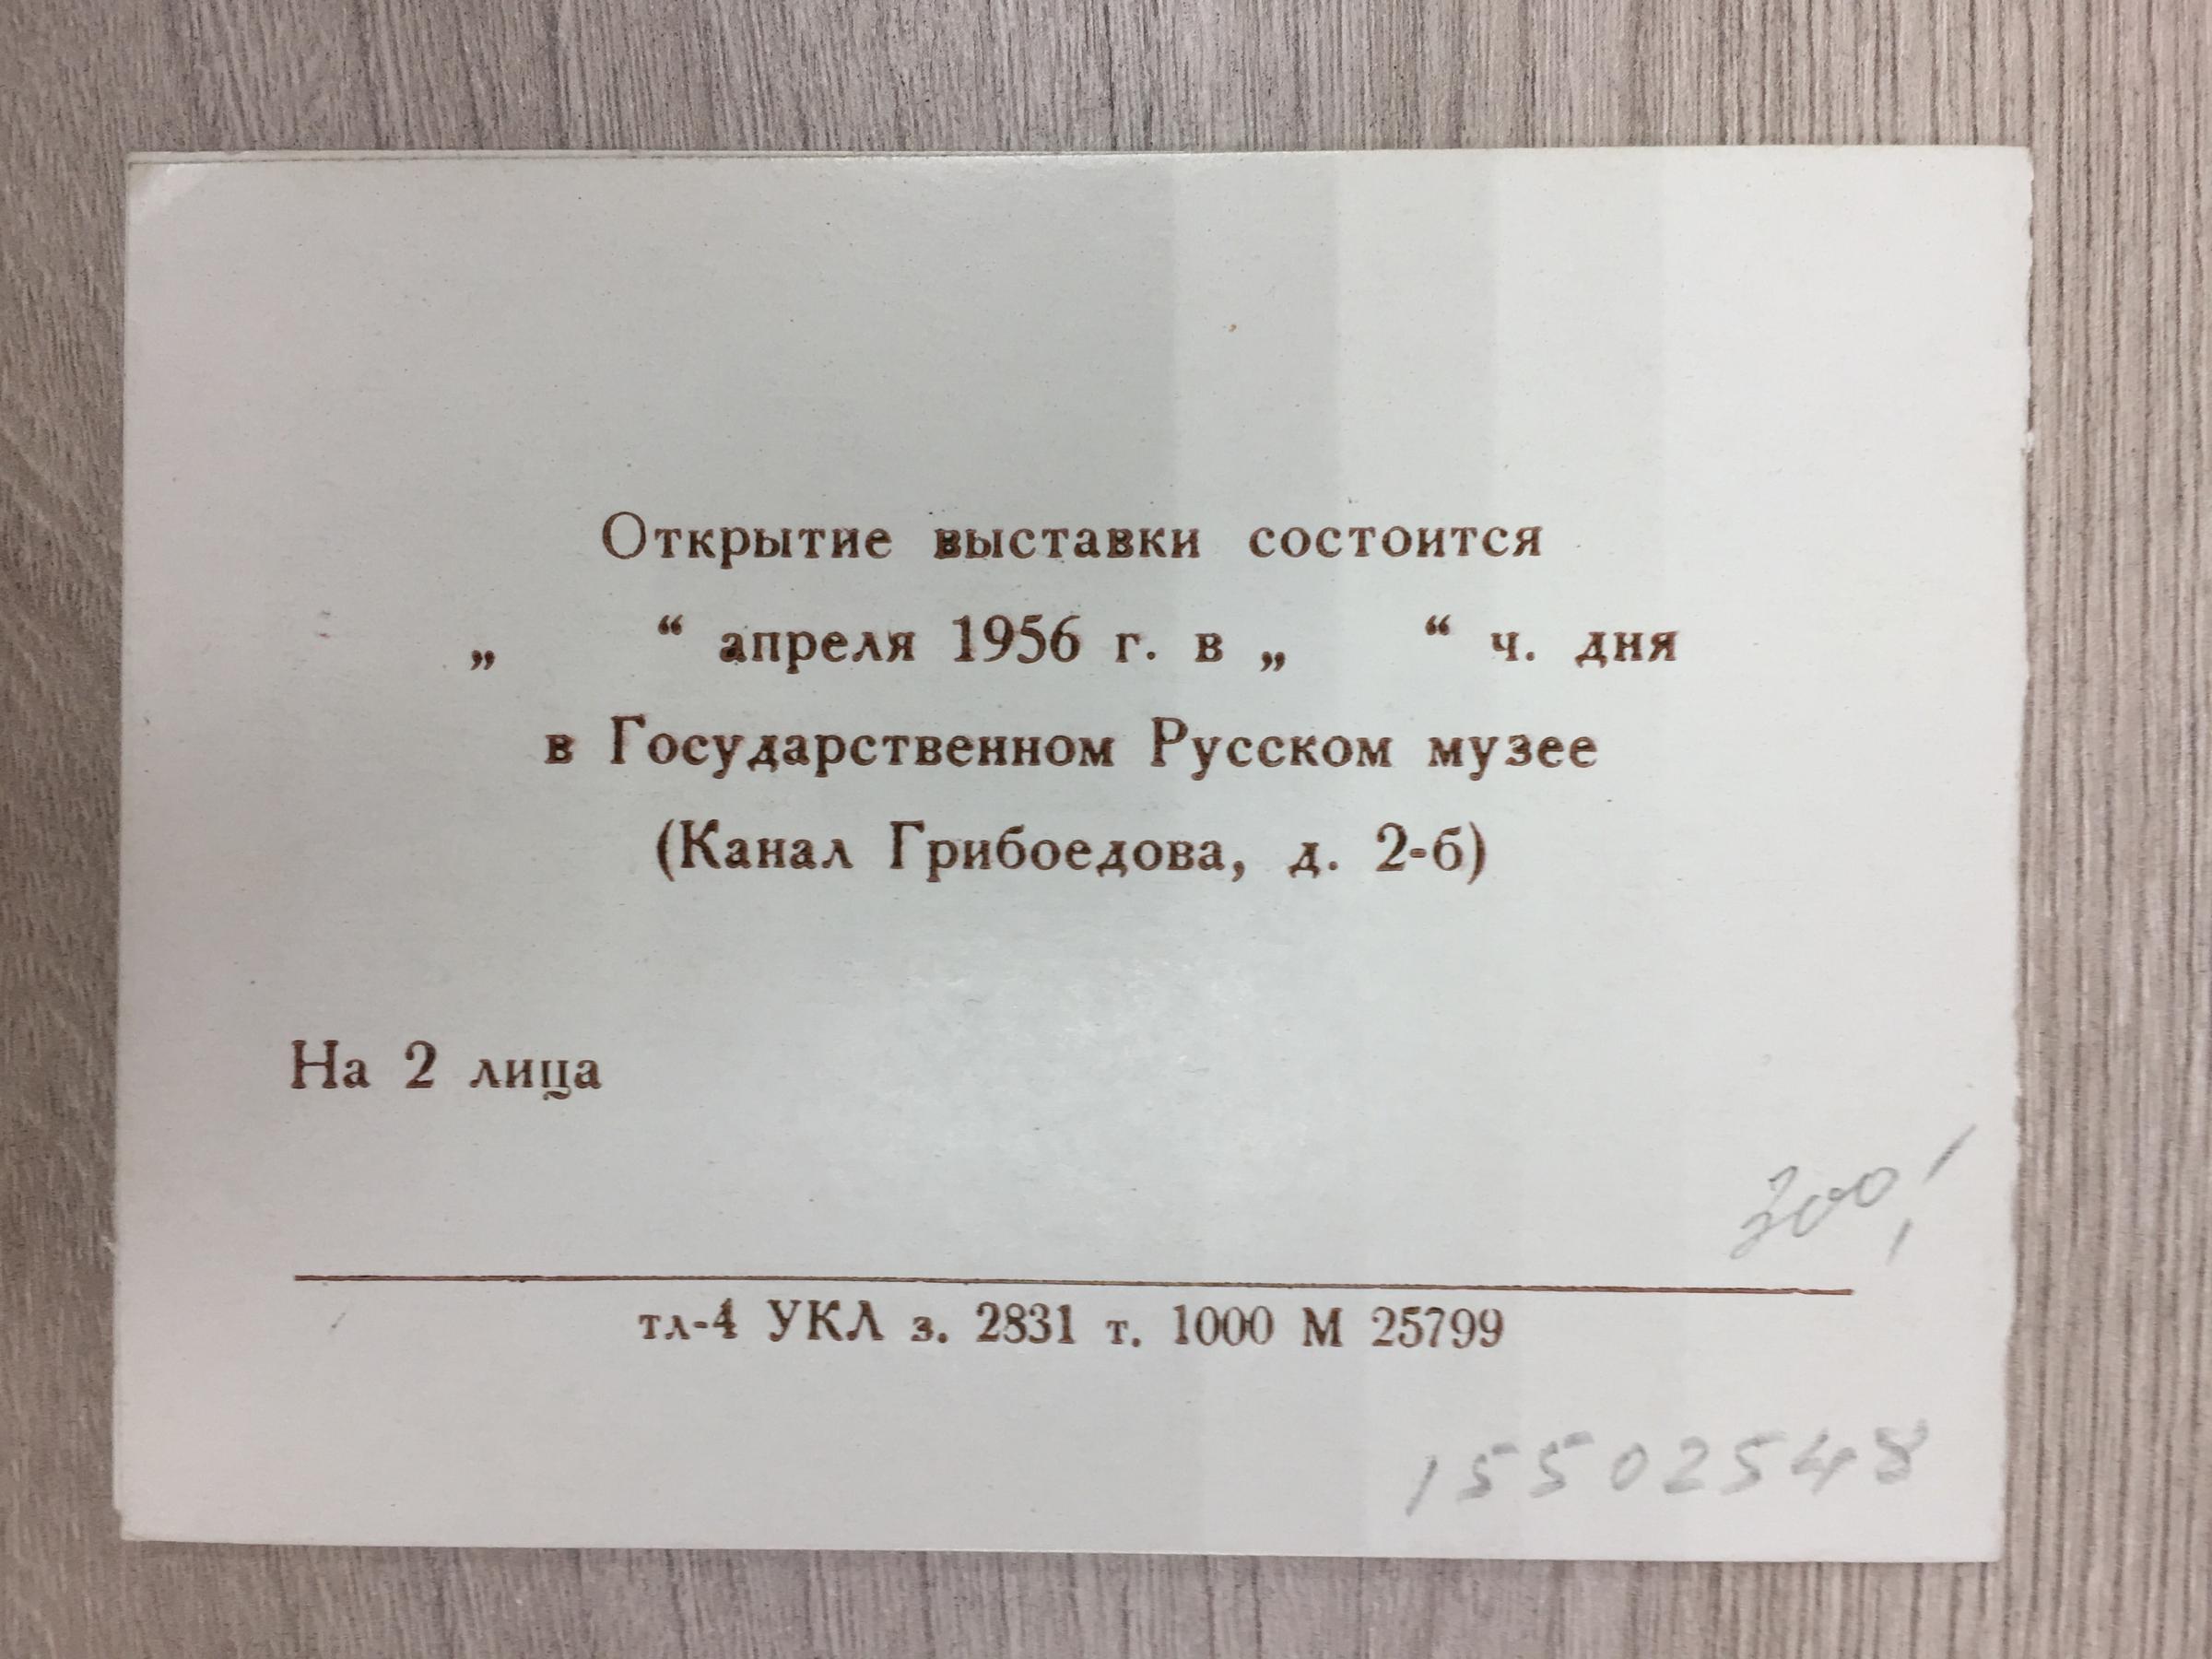 Открытие выставки состоится
„ “ апреля 1956 г. в „ “ ч. дня
в Государственном Русском музее
(Канал Грибоедова, д. 2-б)
На 2 лица
300,!
тл-4 УКЛ з. 2831 т. 1000 М 25799
15502548